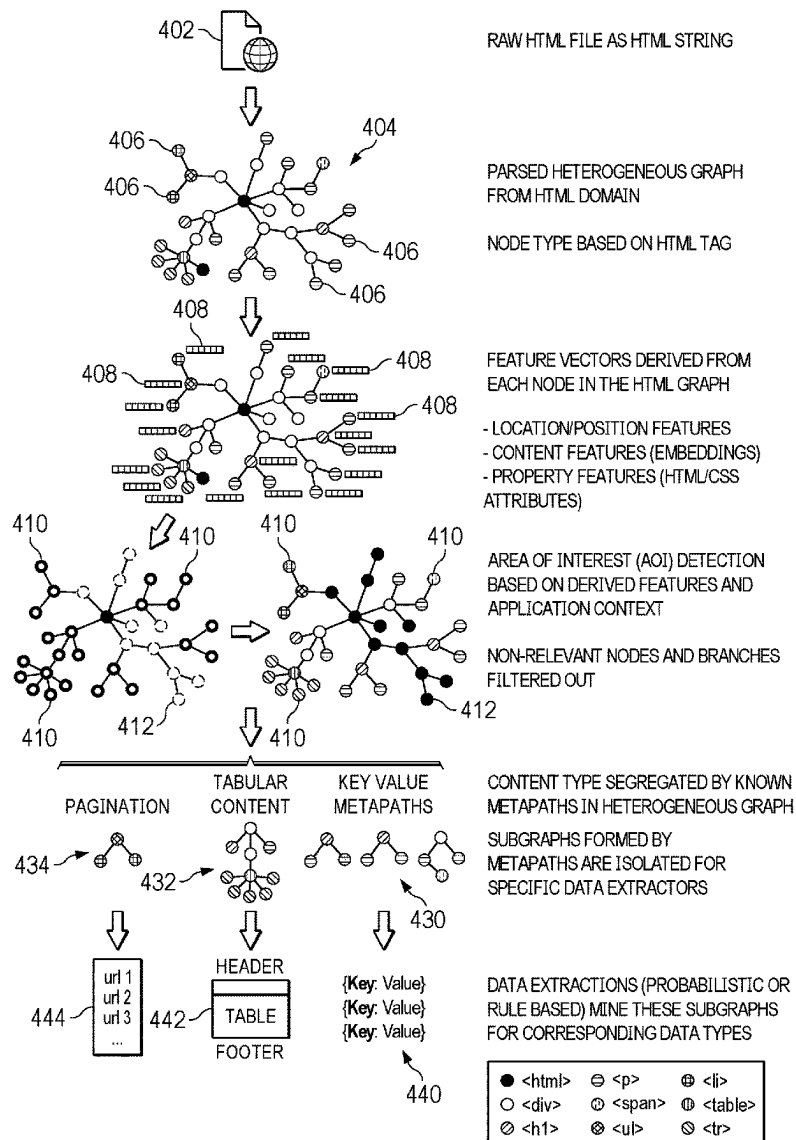 402
RAW HTML FILE AS HTML STRING
406
404
406
PARSED HETEROGENEOUS GRAPH
FROM HTML DOMAIN
NODE TYPE BASED ON HTML TAG
406
406
408
408
408
408
FEATURE VECTORS DERIVED FROM
EACH NODE IN THE HTML GRAPH
- LOCATION/POSITION FEATURES
- CONTENT FEATURES (EMBEDDINGS)
- PROPERTY FEATURES (HTML/CSS
ATTRIBUTES)
410
410
410
410
AREA OF INTEREST (AOI) DETECTION
BASED ON DERIVED FEATURES AND
APPLICATION CONTEXT
NON-RELEVANT NODES AND BRANCHES
FILTERED OUT
410
412
410
412
PAGINATION
TABULAR
CONTENT
KEY VALUE
METAPATHS
CONTENT TYPE SEGREGATED BY KNOWN
METAPATHS IN HETEROGENEOUS GRAPH
434
432
430
SUBGRAPHS FORMED BY
METAPATHS ARE ISOLATED FOR
SPECIFIC DATA EXTRACTORS
444
url 1
url 2
url 3
...
442
HEADER
TABLE
FOOTER
{Key: Value}
{Key: Value}
{Key: Value}
440
DATA EXTRACTIONS (PROBABILISTIC OR
RULE BASED) MINE THESE SUBGRAPHS
FOR CORRESPONDING DATA TYPES
<html> <p> <li>
<div> <span> <table>
<h1> <ul> <tr>